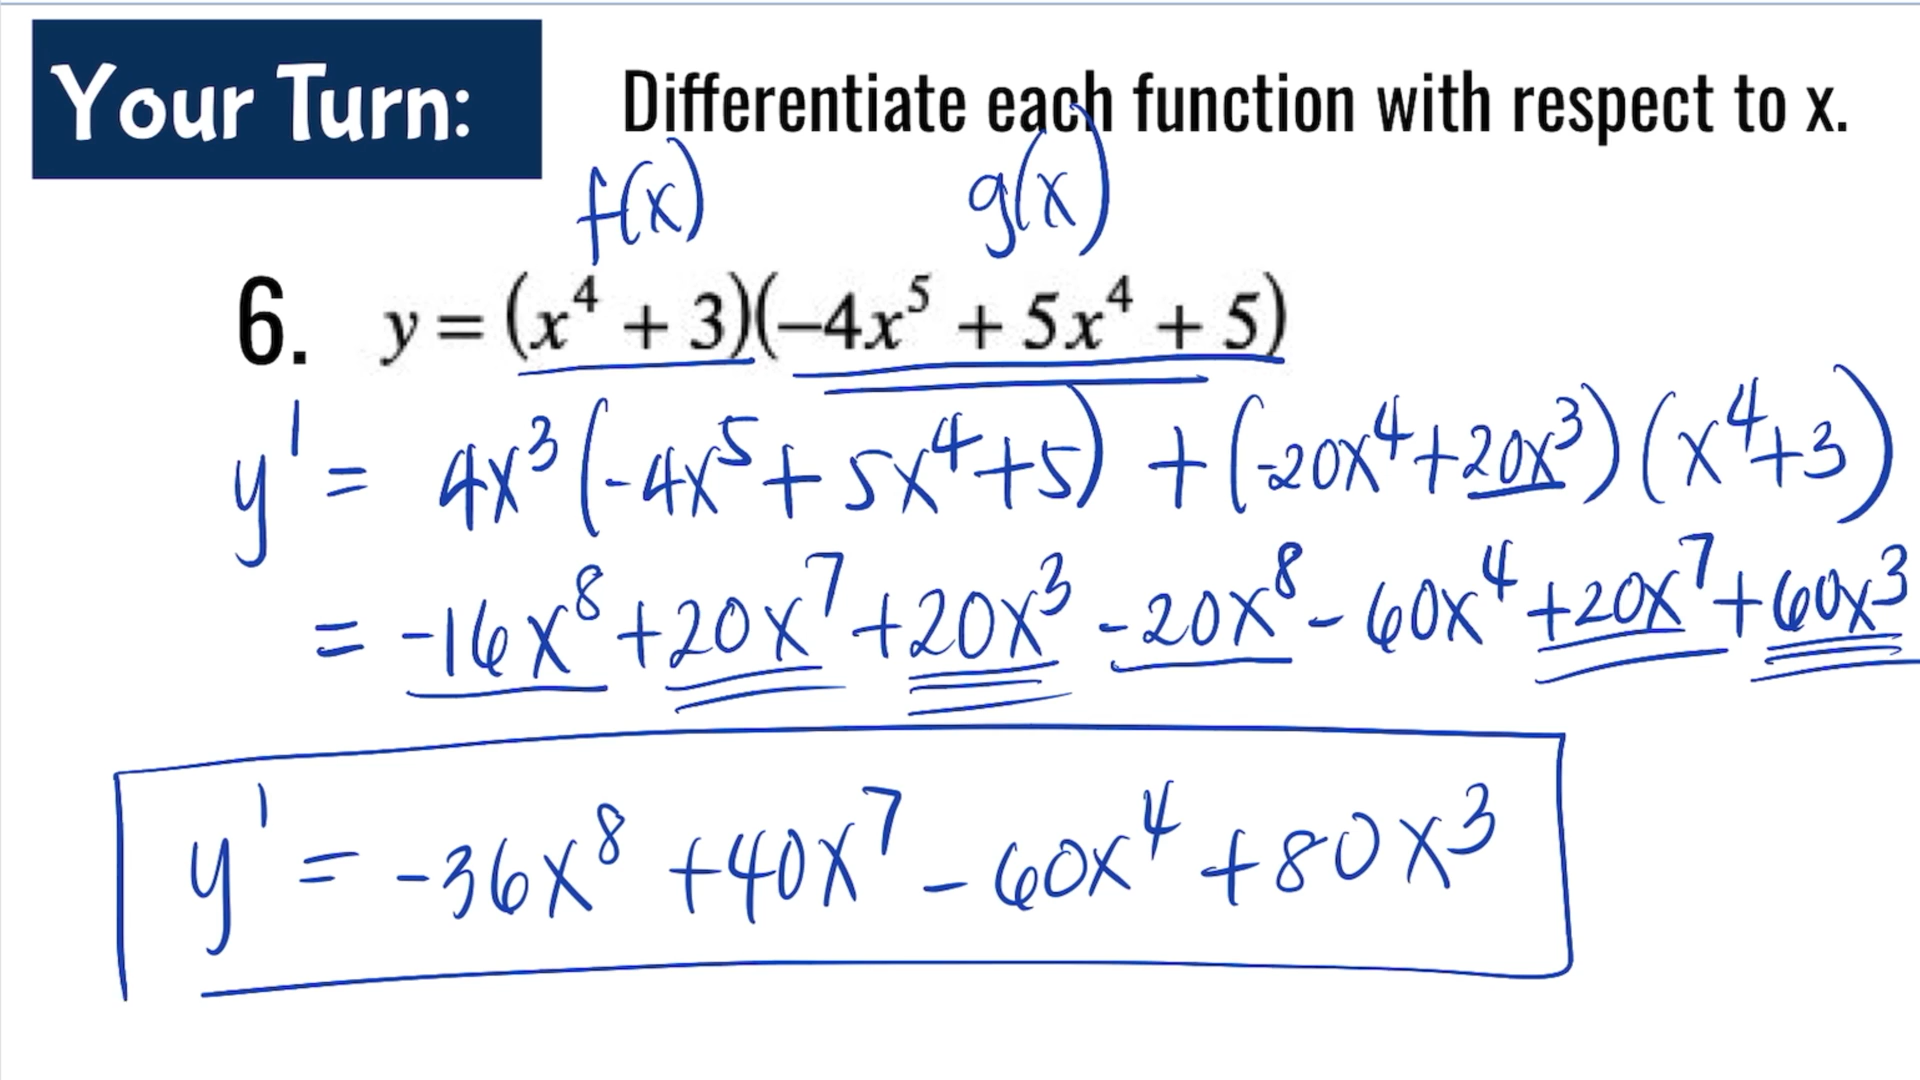 Your Turn:
Differentiate each function with respect to x.
f(x) g(x)
6. y = (x⁴ + 3)(−4x⁵ + 5x⁴ + 5)
y' = 4x³(-4x⁵+5x⁴+5) + (-20x⁴+20x³)(x⁴+3)
= -16x⁸+20x⁷+20x³-20x⁸-60x⁴+20x⁷+60x³
y' = -36x⁸+40x⁷-60x⁴+80x³